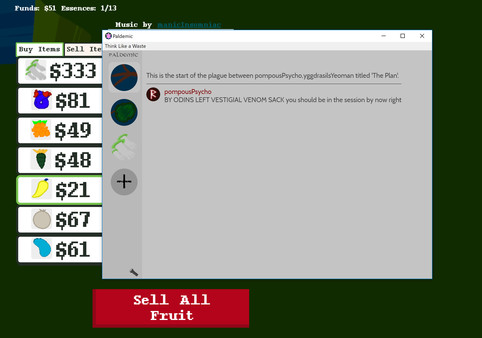 Funds: $51 Essences: 1/13
Music by manicInsomniac
Buy Items
Sell Ite
$333
$81
$49
$48
$21
$67
$61
Paldemic
Think Like a Waste
PALDEMIC
This is the start of the plague between pompousPsycho.yggdrasilsYeoman titled 'The Plan'.
R
pompousPsycho
BY ODINS LEFT VESTIGIAL VENOM SACK you should be in the session by now right
Sell All
Fruit